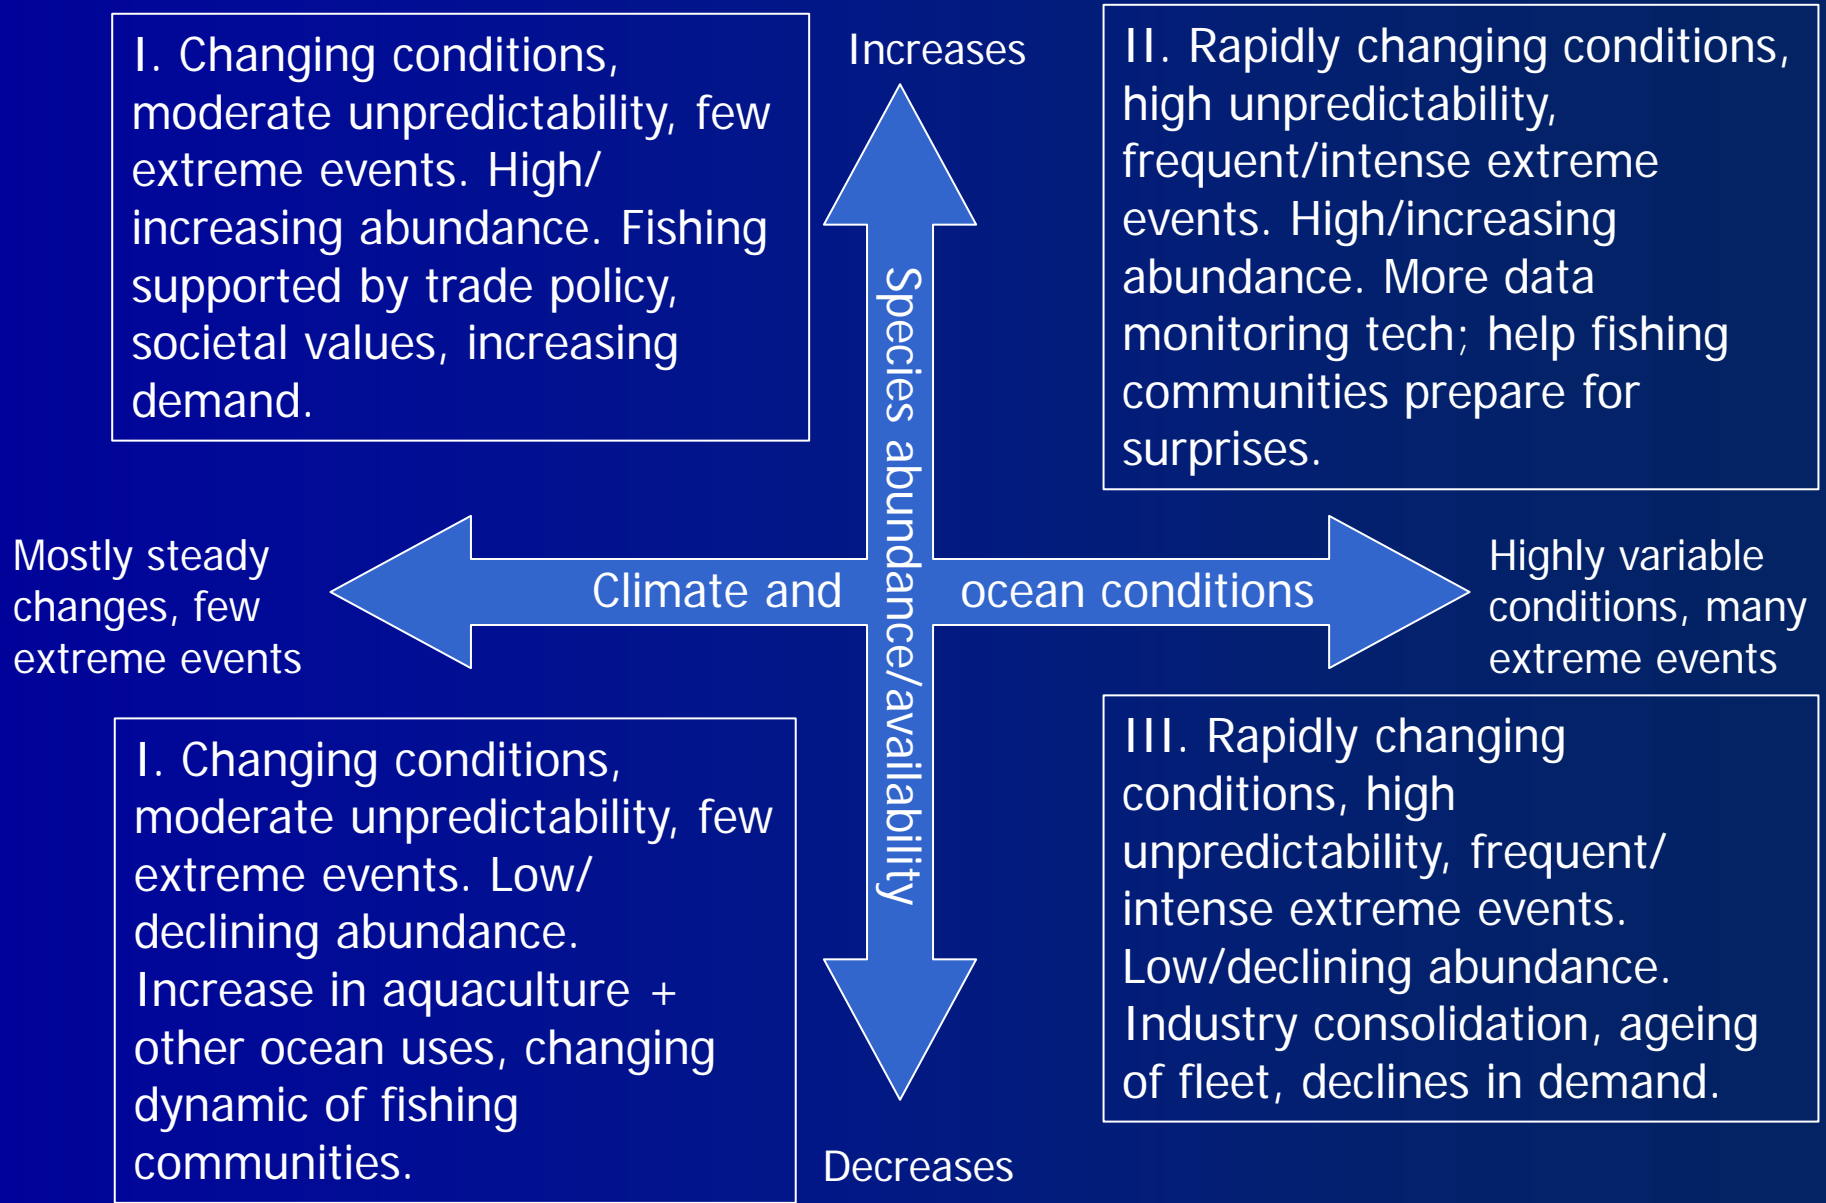 I. Changing conditions,
moderate unpredictability, few
extreme events. High/
increasing abundance. Fishing
supported by trade policy,
societal values, increasing
demand.
Increases
II. Rapidly changing conditions,
high unpredictability,
frequent/intense extreme
events. High/increasing
abundance. More data
monitoring tech; help fishing
communities prepare for
surprises.
Species abundance/availability
Mostly steady
changes, few
extreme events
Climate and ocean conditions
Highly variable
conditions, many
extreme events
I. Changing conditions,
moderate unpredictability, few
extreme events. Low/
declining abundance.
Increase in aquaculture +
other ocean uses, changing
dynamic of fishing
communities.
Decreases
III. Rapidly changing
conditions, high
unpredictability, frequent/
intense extreme events.
Low/declining abundance.
Industry consolidation, ageing
of fleet, declines in demand.